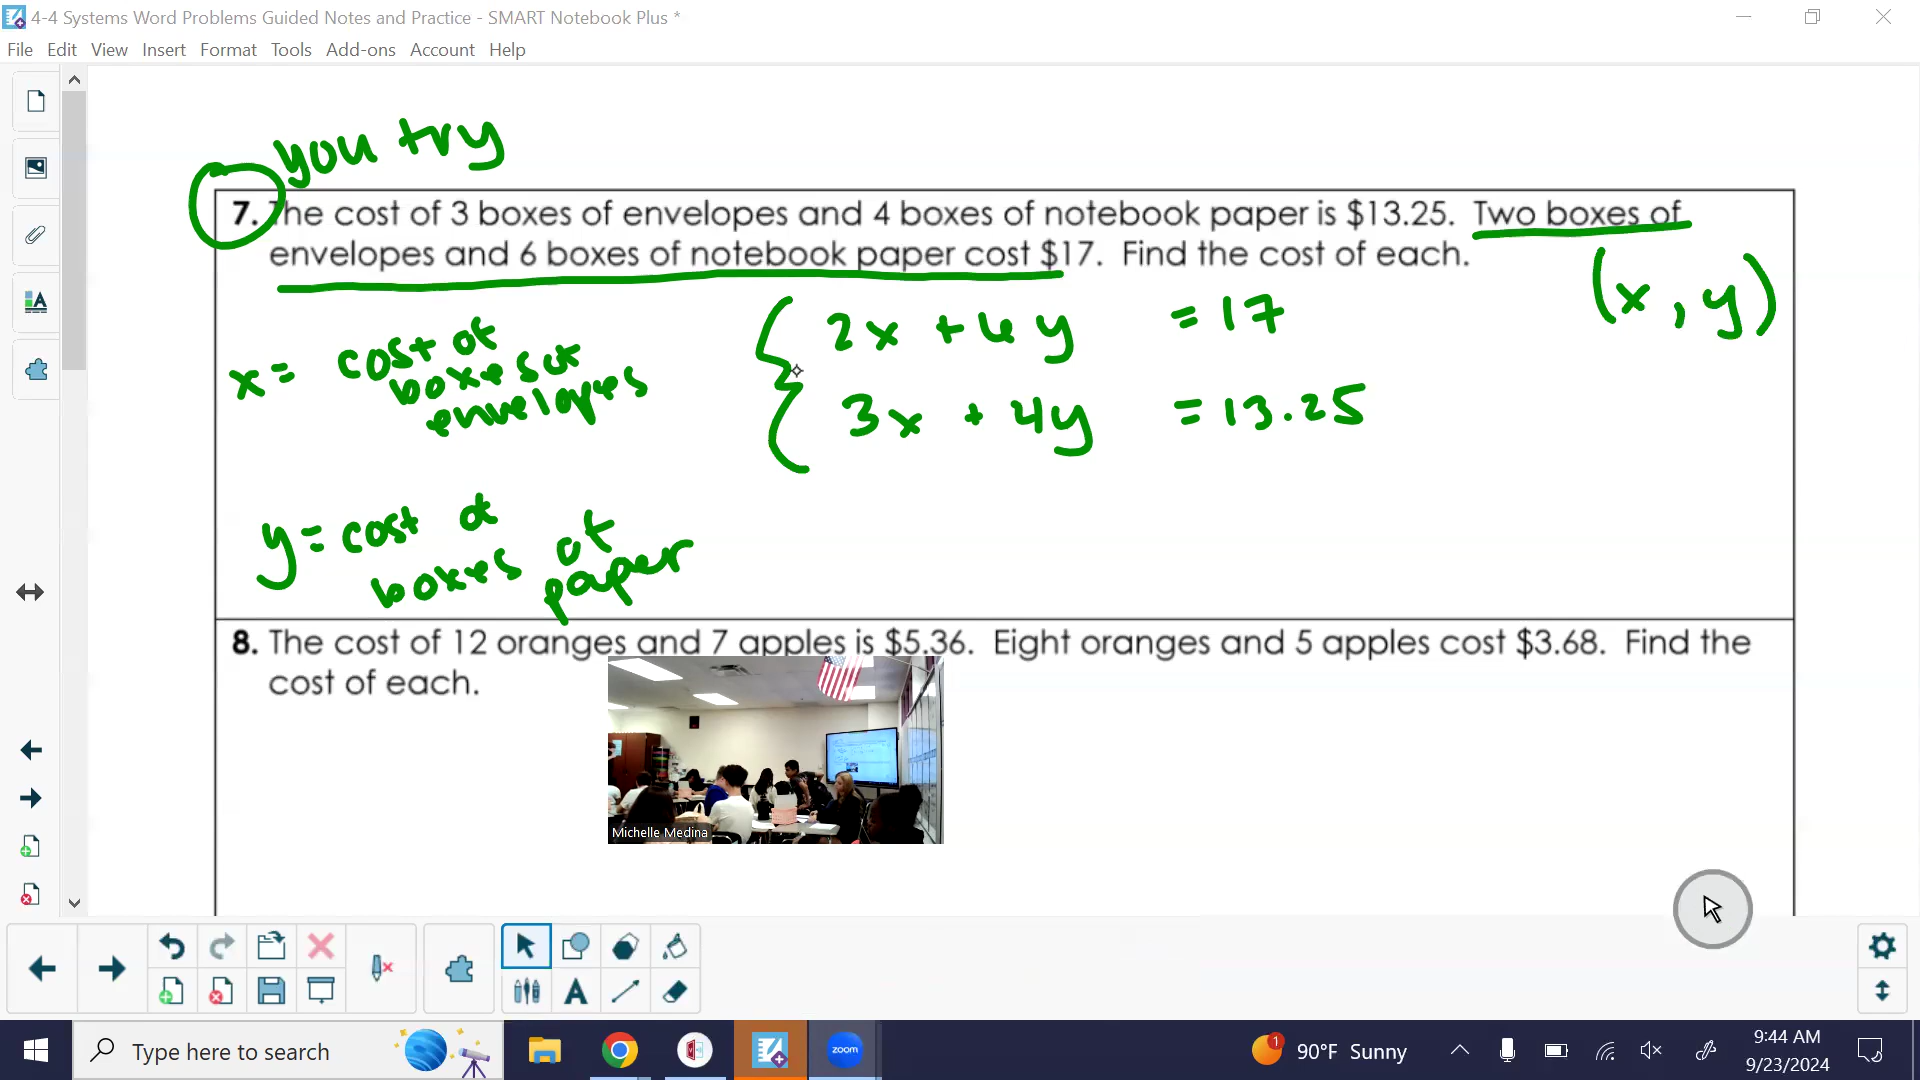 4-4 Systems Word Problems Guided Notes and Practice - SMART Notebook Plus *
File Edit View Insert Format Tools Add-ons Account Help
you try
7. The cost of 3 boxes of envelopes and 4 boxes of notebook paper is $13.25. Two boxes of
envelopes and 6 boxes of notebook paper cost $17. Find the cost of each.
(x, y)
2x + 6y = 17
x = cost of
boxes of
envelopes
3x + 4y = 13.25
y = cost of
boxes of
paper
8. The cost of 12 oranges and 7 apples is $5.36. Eight oranges and 5 apples cost $3.68. Find the
cost of each.
Michelle Medina
Type here to search
zoom
1
90°F Sunny
9:44 AM
9/23/2024